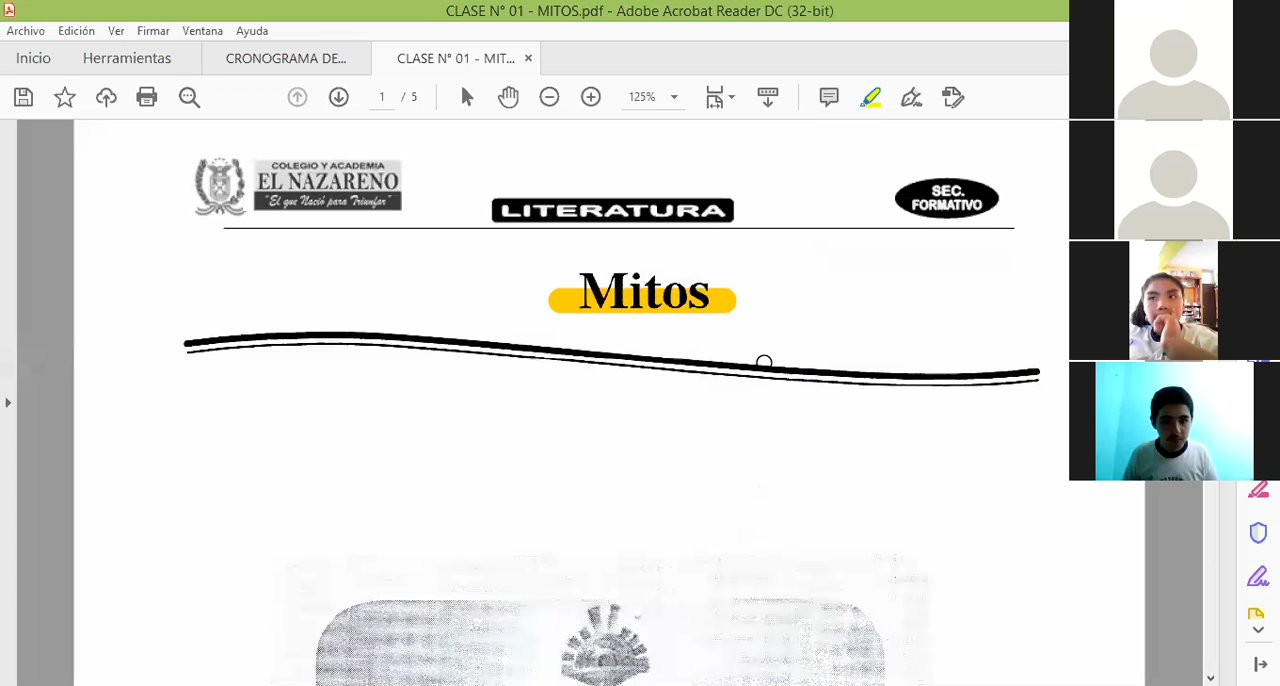 CLASE N° 01 - MITOS.pdf - Adobe Acrobat Reader DC (32-bit)
Archivo Edición Ver Firmar Ventana Ayuda
Inicio Herramientas CRONOGRAMA DE... CLASE N° 01 - MIT... ×
1 / 5 125%
COLEGIO Y ACADEMIA
EL NAZARENO
"El que Nació para Triunfar"
LITERATURA
SEC.
FORMATIVO
Mitos